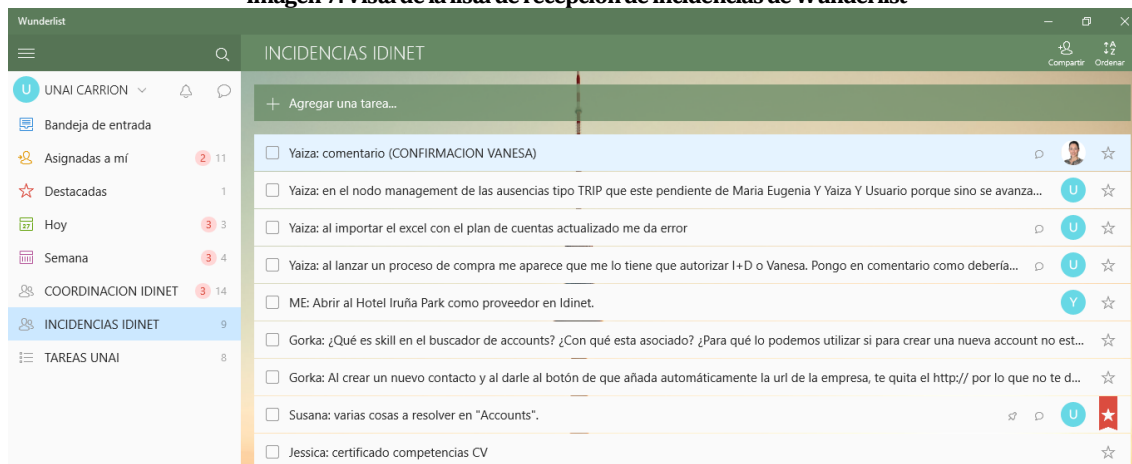 Imagen 7: Vista de la lista de recepción de incidencias de Wunderlist
Wunderlist
INCIDENCIAS IDINET
Compartir
Ordenar
U UNAI CARRION
Bandeja de entrada
Asignadas a mí 2 11
Destacadas 1
27 Hoy 3 3
Semana 3 4
COORDINACION IDINET 3 14
INCIDENCIAS IDINET 9
TAREAS UNAI 8
+ Agregar una tarea...
Yaiza: comentario (CONFIRMACION VANESA)
Yaiza: en el nodo management de las ausencias tipo TRIP que este pendiente de Maria Eugenia Y Yaiza Y Usuario porque sino se avanza... U
Yaiza: al importar el excel con el plan de cuentas actualizado me da error U
Yaiza: al lanzar un proceso de compra me aparece que me lo tiene que autorizar I+D o Vanesa. Pongo en comentario como debería... U
ME: Abrir al Hotel Iruña Park como proveedor en Idinet. Y
Gorka: ¿Qué es skill en el buscador de accounts? ¿Con qué esta asociado? ¿Para qué lo podemos utilizar si para crear una nueva account no est...
Gorka: Al crear un nuevo contacto y al darle al botón de que añada automáticamente la url de la empresa, te quita el http:// por lo que no te d...
Susana: varias cosas a resolver en "Accounts". U
Jessica: certificado competencias CV